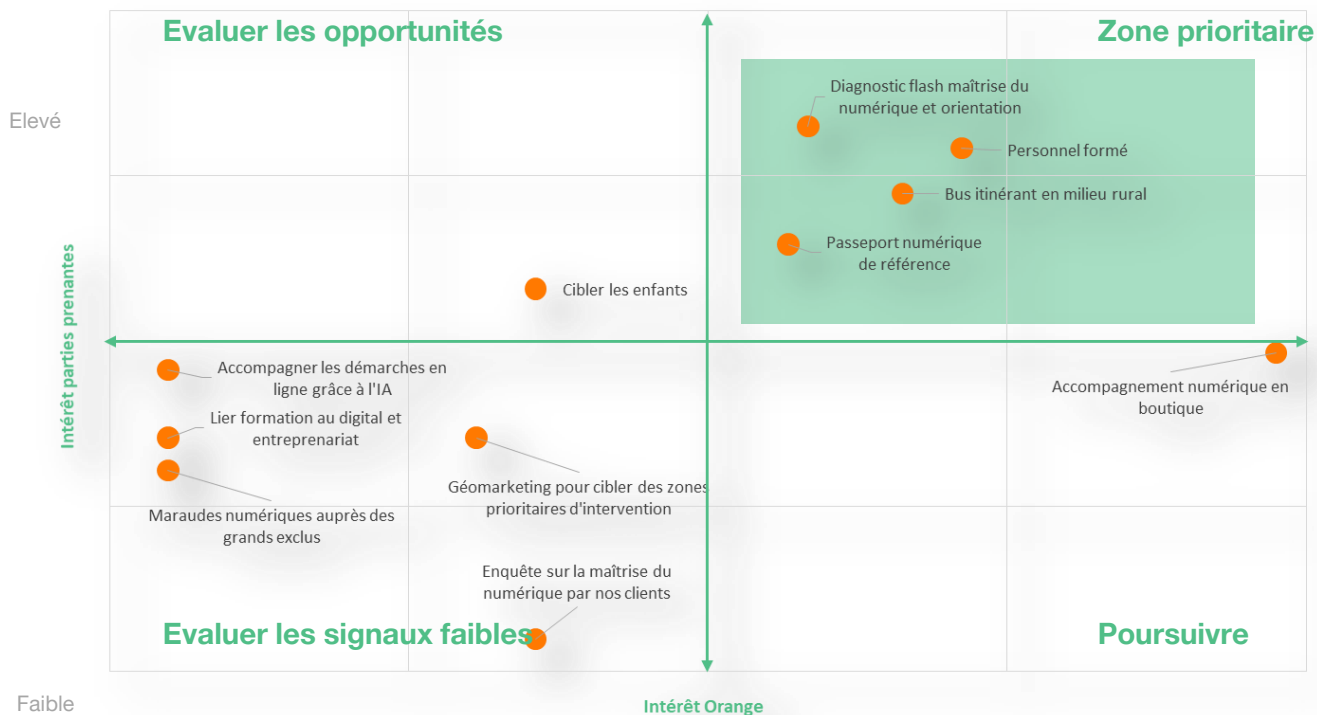 Evaluer les opportunités
Zone prioritaire
Elevé
Diagnostic flash maîtrise du
numérique et orientation
Personnel formé
Bus itinérant en milieu rural
Passeport numérique
de référence
Cibler les enfants
Intérêt parties prenantes
Accompagner les démarches en
ligne grâce à l'IA
Accompagnement numérique en
boutique
Lier formation au digital et
entreprenariat
Géomarketing pour cibler des zones
prioritaires d'intervention
Maraudes numériques auprès des
grands exclus
Enquête sur la maîtrise du
numérique par nos clients
Evaluer les signaux faibles
Poursuivre
Faible
Intérêt Orange